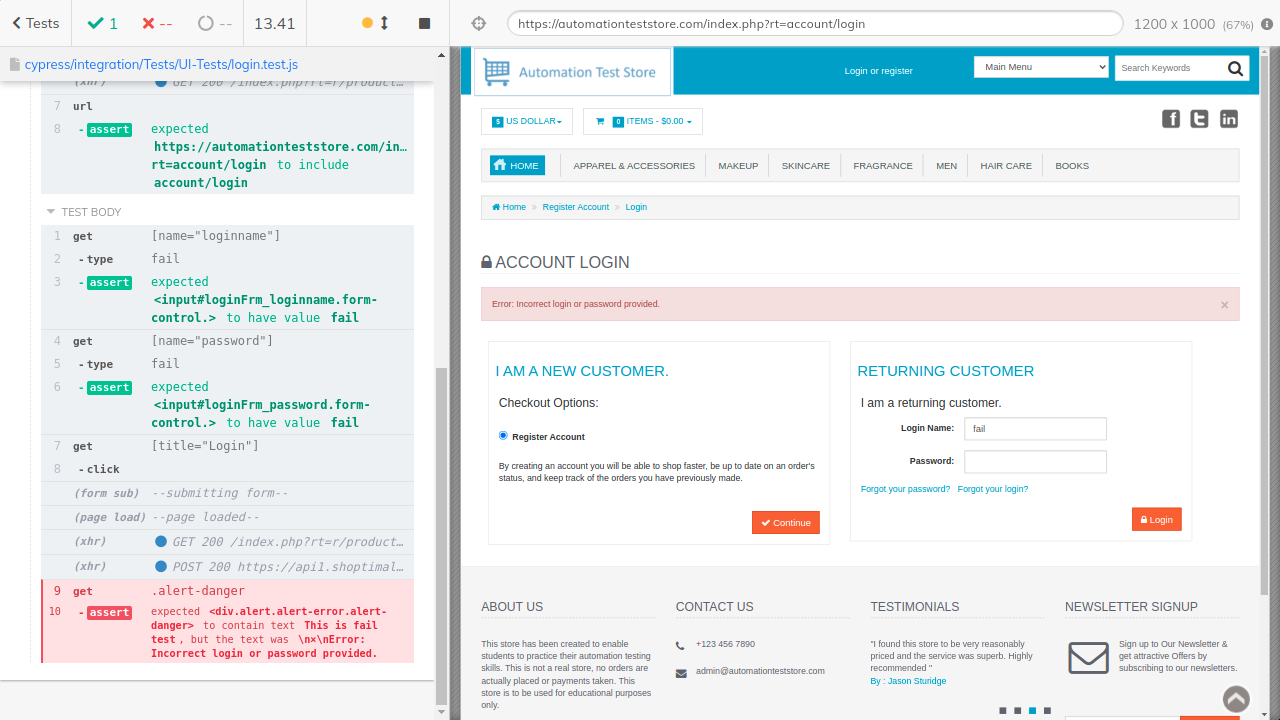 Tests
1
--
--
13.41
https://automationteststore.com/index.php?rt=account/login
1200 x 1000 (67%)
cypress/integration/Tests/UI-Tests/login.test.js
(xhr) GET 200 /index.php?rt=r/product…
7 url
8 -assert expected
https://automationteststore.com/in…
rt=account/login to include
account/login
TEST BODY
1 get [name="loginname"]
2 -type fail
3 -assert expected
<input#loginFrm_loginname.form-
control.> to have value fail
4 get [name="password"]
5 -type fail
6 -assert expected
<input#loginFrm_password.form-
control.> to have value fail
7 get [title="Login"]
8 -click
(form sub) --submitting form--
(page load) --page loaded--
(xhr) GET 200 /index.php?rt=r/product…
(xhr) POST 200 https://api1.shoptimal…
9 get .alert-danger
10 -assert expected <div.alert.alert-error.alert-
danger> to contain text This is fail
test, but the text was \n×\nError:
Incorrect login or password provided.
Automation Test Store
Login or register
Main Menu
Search Keywords
$ US DOLLAR
0 ITEMS - $0.00
HOME
APPAREL & ACCESSORIES
MAKEUP
SKINCARE
FRAGRANCE
MEN
HAIR CARE
BOOKS
Home » Register Account » Login
ACCOUNT LOGIN
Error: Incorrect login or password provided. ×
I AM A NEW CUSTOMER.
Checkout Options:
Register Account
By creating an account you will be able to shop faster, be up to date on an order's
status, and keep track of the orders you have previously made.
Continue
RETURNING CUSTOMER
I am a returning customer.
Login Name: fail
Password:
Forgot your password? Forgot your login?
Login
ABOUT US
This store has been created to enable
students to practice their automation testing
skills. This is not a real store, no orders are
actually placed or payments taken. This
store is to be used for educational purposes
only.
CONTACT US
+123 456 7890
admin@automationteststore.com
TESTIMONIALS
"I found this store to be very reasonably
priced and the service was superb. Highly
recommended "
By : Jason Sturidge
NEWSLETTER SIGNUP
Sign up to Our Newsletter &
get attractive Offers by
subscribing to our newsletters.